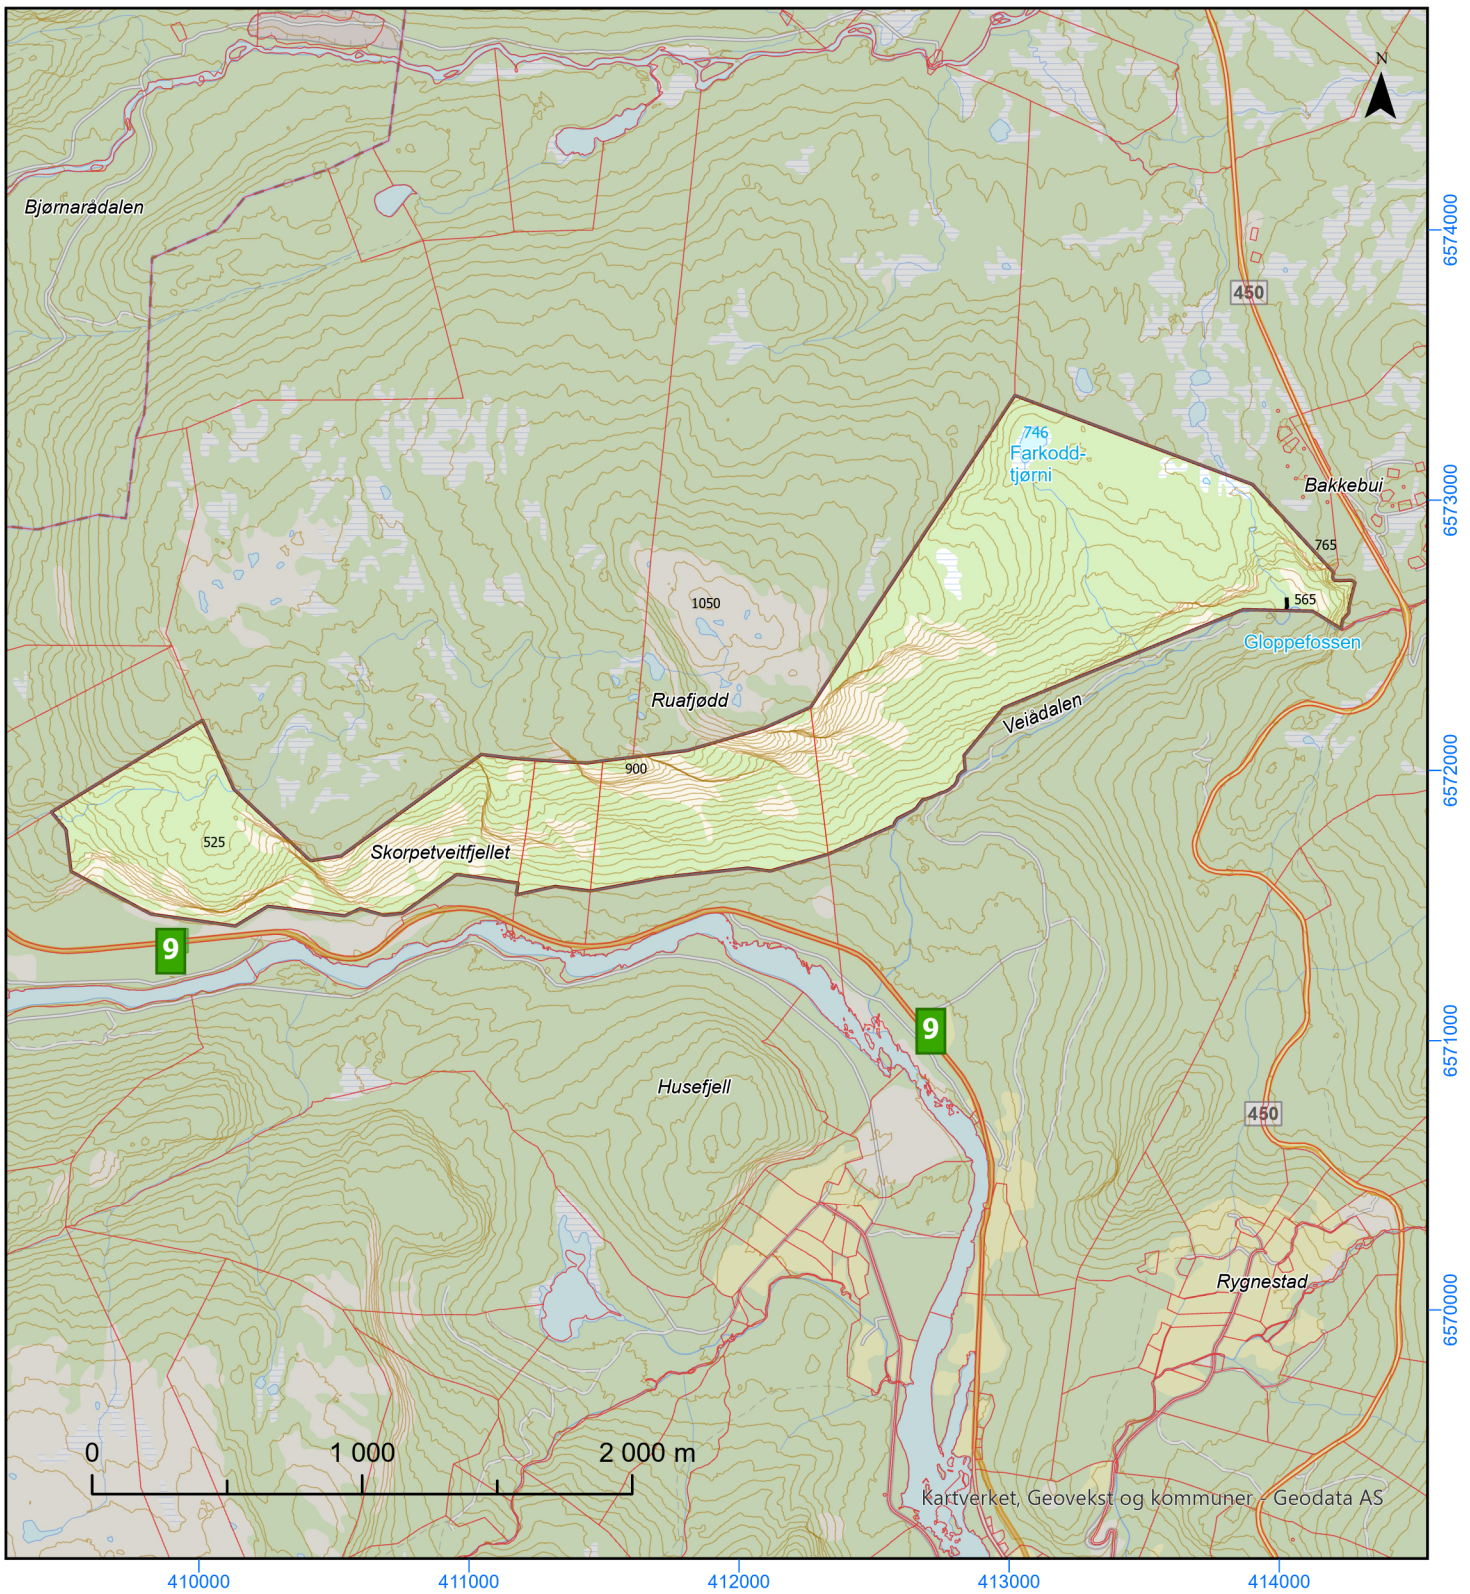 N
Bjørnarådalen
6574000
450
746
Farkodd-
tjørni
Bakkebui
6573000
765
1050
565
Gloppefossen
Ruafjødd
Veiådalen
900
6572000
525
Skorpetveitfjellet
9
9
6571000
Husefjell
450
Rygnestad
6570000
0
1 000
2 000 m
Kartverket, Geovekst og kommuner - Geodata AS
410000
411000
412000
413000
414000